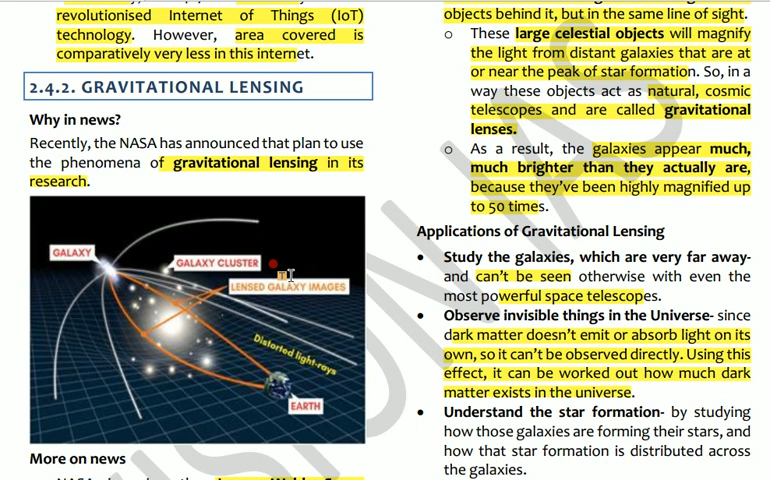 revolutionised Internet of Things (IoT)
technology. However, area covered is
comparatively very less in this internet.
2.4.2. GRAVITATIONAL LENSING
Why in news?
Recently, the NASA has announced that plan to use
the phenomena of gravitational lensing in its
research.
GALAXY
GALAXY CLUSTER
LENSED GALAXY IMAGES
Distorted light-rays
EARTH
More on news
objects behind it, but in the same line of sight.
o These large celestial objects will magnify
the light from distant galaxies that are at
or near the peak of star formation. So, in a
way these objects act as natural, cosmic
telescopes and are called gravitational
lenses.
o As a result, the galaxies appear much,
much brighter than they actually are,
because they've been highly magnified up
to 50 times.
Applications of Gravitational Lensing
• Study the galaxies, which are very far away-
and can't be seen otherwise with even the
most powerful space telescopes.
• Observe invisible things in the Universe- since
dark matter doesn't emit or absorb light on its
own, so it can't be observed directly. Using this
effect, it can be worked out how much dark
matter exists in the universe.
• Understand the star formation- by studying
how those galaxies are forming their stars, and
how that star formation is distributed across
the galaxies.